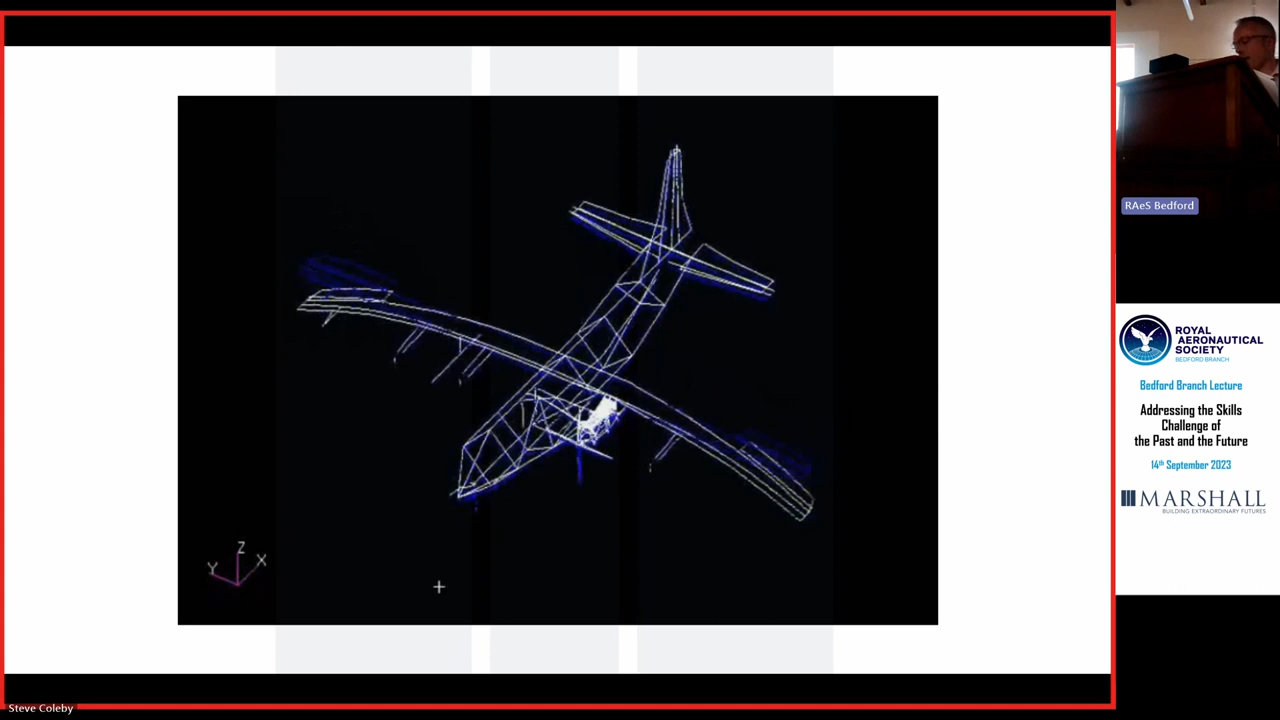 RAeS Bedford
ROYAL
AERONAUTICAL
SOCIETY
BEDFORD BRANCH
Bedford Branch Lecture
Addressing the Skills
Challenge of
the Past and the Future
14th September 2023
MARSHALL
BUILDING EXTRAORDINARY FUTURES
Z
Y
X
Steve Coleby